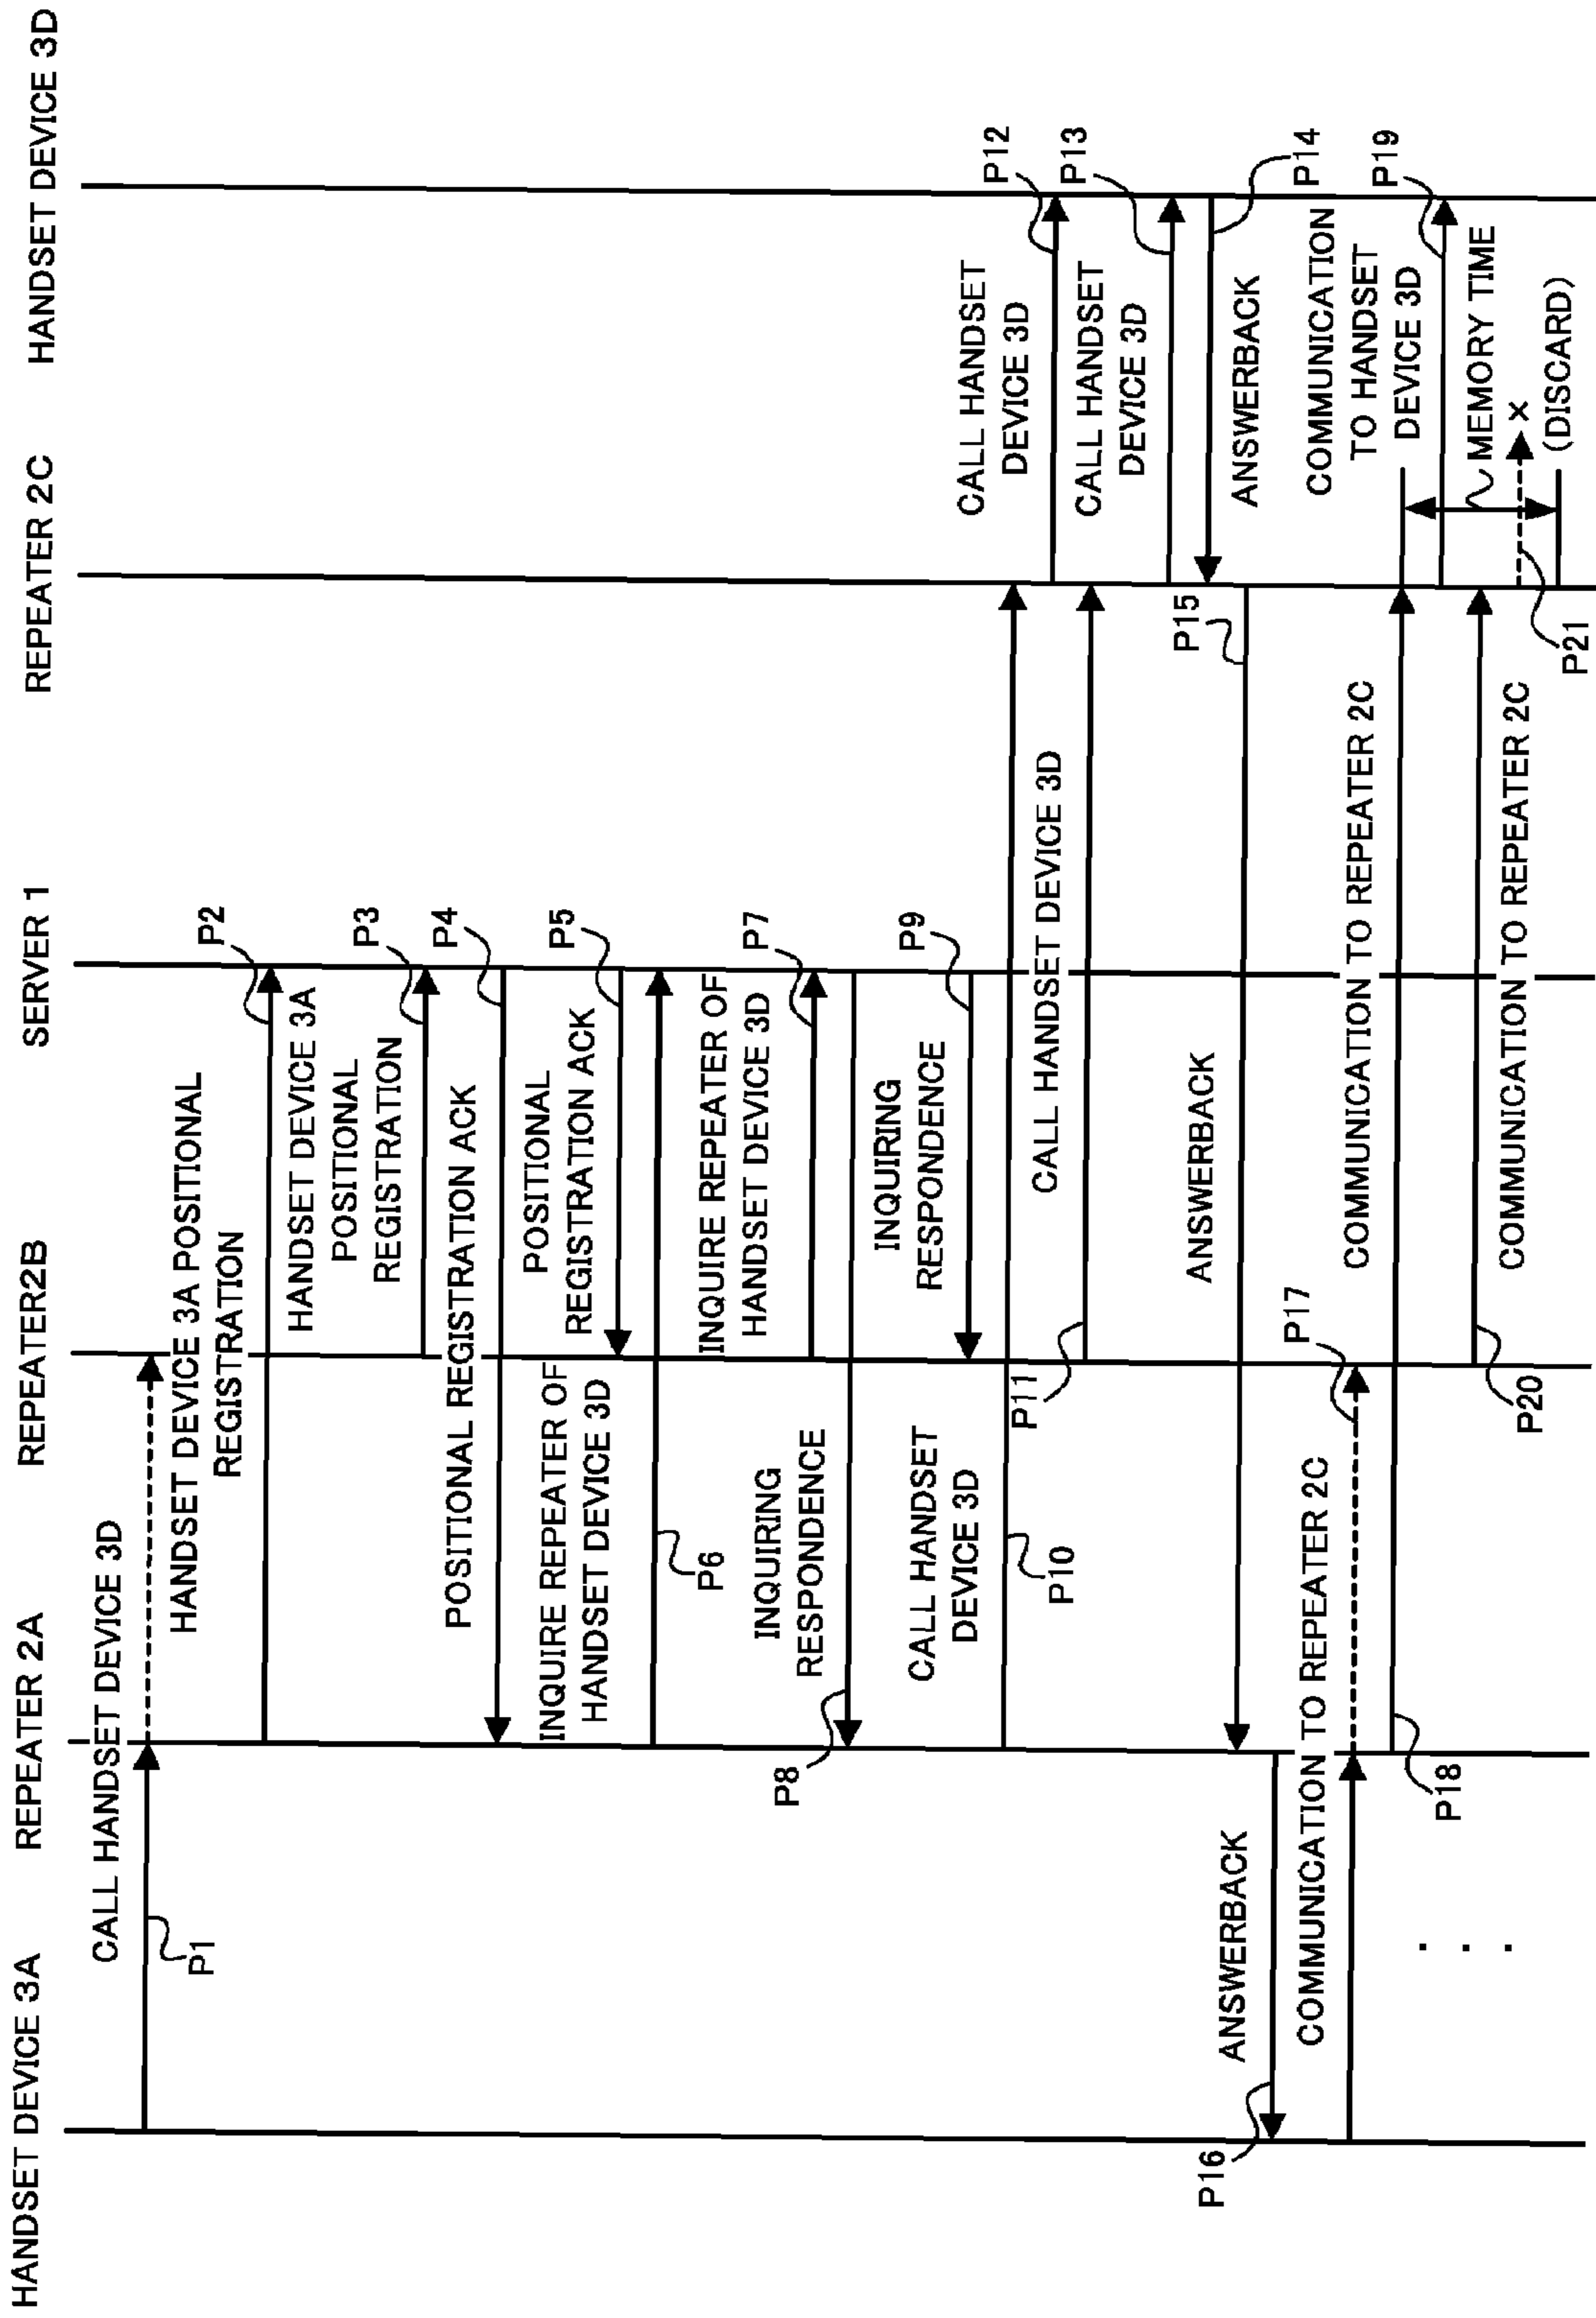 HANDSET DEVICE 3A
REPEATER 2A
REPEATER2B
SERVER 1
REPEATER 2C
HANDSET DEVICE 3D
CALL HANDSET DEVICE 3D
P1
HANDSET DEVICE 3A POSITIONAL
REGISTRATION
P2
HANDSET DEVICE 3A
POSITIONAL
REGISTRATION
P3
POSITIONAL REGISTRATION ACK
P4
POSITIONAL
REGISTRATION ACK
P5
INQUIRE REPEATER OF
HANDSET DEVICE 3D
P6
INQUIRE REPEATER OF
HANDSET DEVICE 3D
P7
INQUIRING
RESPONDENCE
P8
INQUIRING
RESPONDENCE
P9
CALL HANDSET
DEVICE 3D
P10
P11
CALL HANDSET DEVICE 3D
CALL HANDSET
DEVICE 3D
P12
CALL HANDSET
DEVICE 3D
P13
ANSWERBACK
P14
ANSWERBACK
P15
ANSWERBACK
P16
COMMUNICATION TO REPEATER 2C
P17
COMMUNICATION TO REPEATER 2C
P18
COMMUNICATION
TO HANDSET
DEVICE 3D
P19
MEMORY TIME
COMMUNICATION TO REPEATER 2C
P20
×
(DISCARD)
P21
. . .